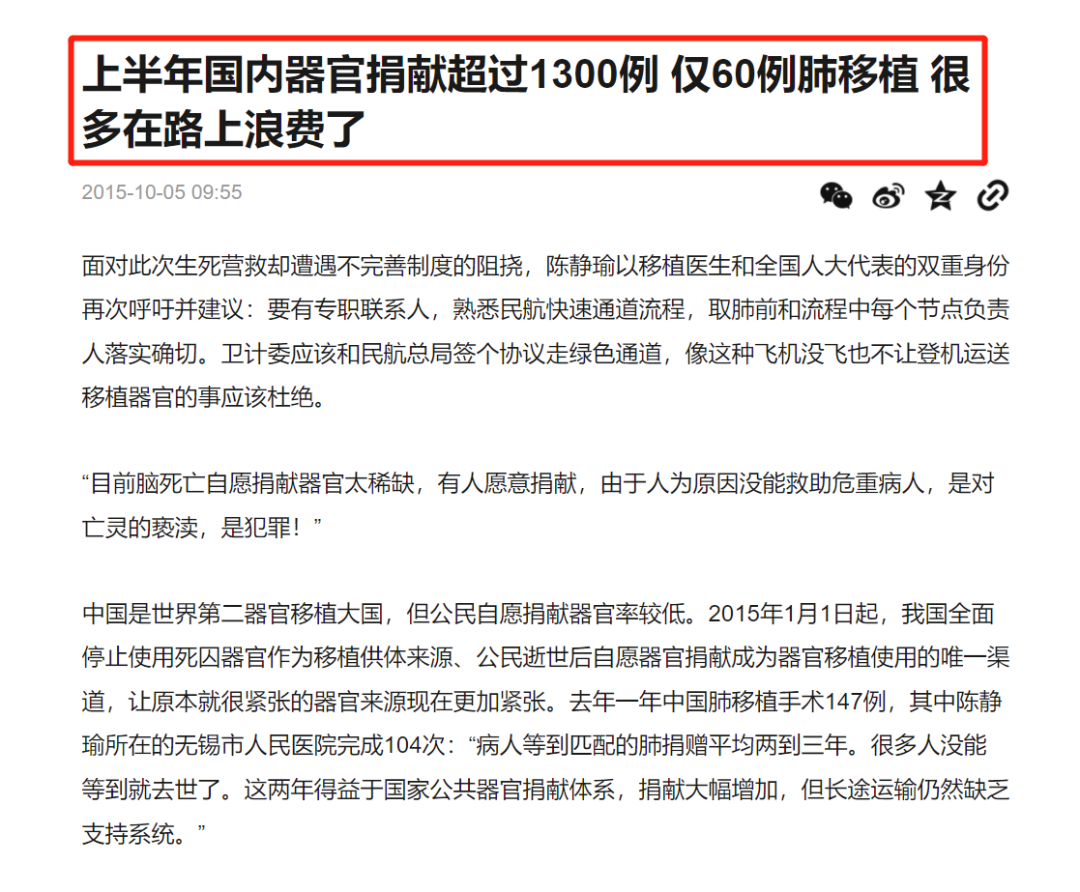 上半年国内器官捐献超过1300例 仅60例肺移植 很
多在路上浪费了
2015-10-05 09:55
面对此次生死营救却遭遇不完善制度的阻挠，陈静瑜以移植医生和全国人大代表的双重身份
再次呼吁并建议：要有专职联系人，熟悉民航快速通道流程，取肺前和流程中每个节点负责
人落实确切。卫计委应该和民航总局签个协议走绿色通道，像这种飞机没飞也不让登机运送
移植器官的事应该杜绝。
“目前脑死亡自愿捐献器官太稀缺，有人愿意捐献，由于人为原因没能救助危重病人，是对
亡灵的亵渎，是犯罪！”
中国是世界第二器官移植大国，但公民自愿捐献器官率较低。2015年1月1日起，我国全面
停止使用死囚器官作为移植供体来源、公民逝世后自愿器官捐献成为器官移植使用的唯一渠
道，让原本就很紧张的器官来源现在更加紧张。去年一年中国肺移植手术147例，其中陈静
瑜所在的无锡市人民医院完成104次：“病人等到匹配的肺捐赠平均两到三年。很多人没能
等到就去世了。这两年得益于国家公共器官捐献体系，捐献大幅增加，但长途运输仍然缺乏
支持系统。”